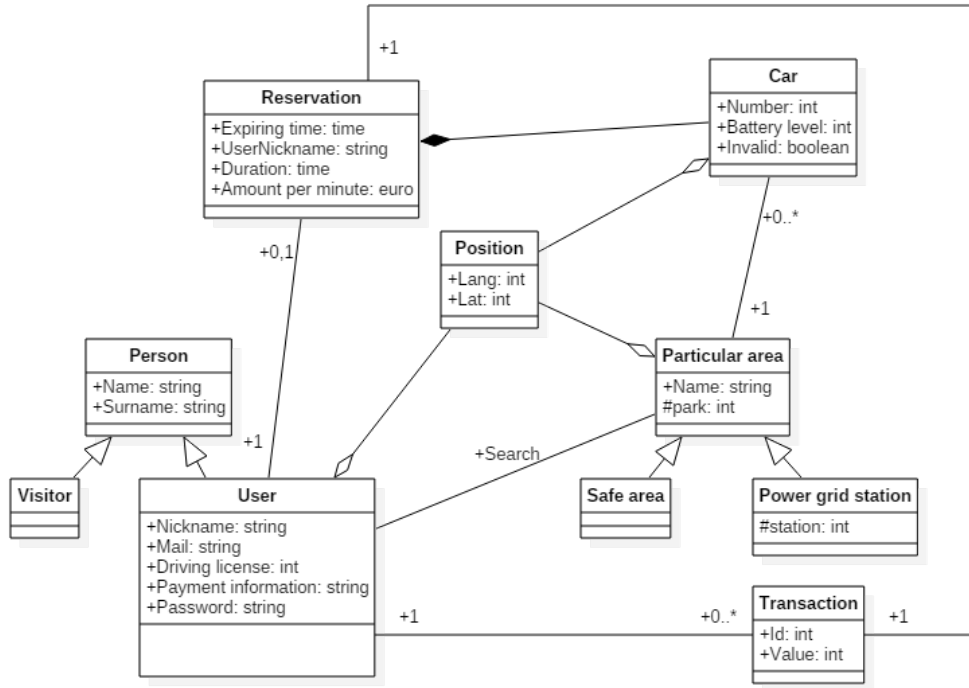 +1
Reservation
+Expiring time: time
+UserNickname: string
+Duration: time
+Amount per minute: euro
Car
+Number: int
+Battery level: int
+Invalid: boolean
+0,1
+0..*
Position
+Lang: int
+Lat: int
+1
Person
+Name: string
+Surname: string
Particular area
+Name: string
#park: int
+1
+Search
Visitor
User
+Nickname: string
+Mail: string
+Driving license: int
+Payment information: string
+Password: string
Safe area
Power grid station
#station: int
+1
+0..*
Transaction
+Id: int
+Value: int
+1